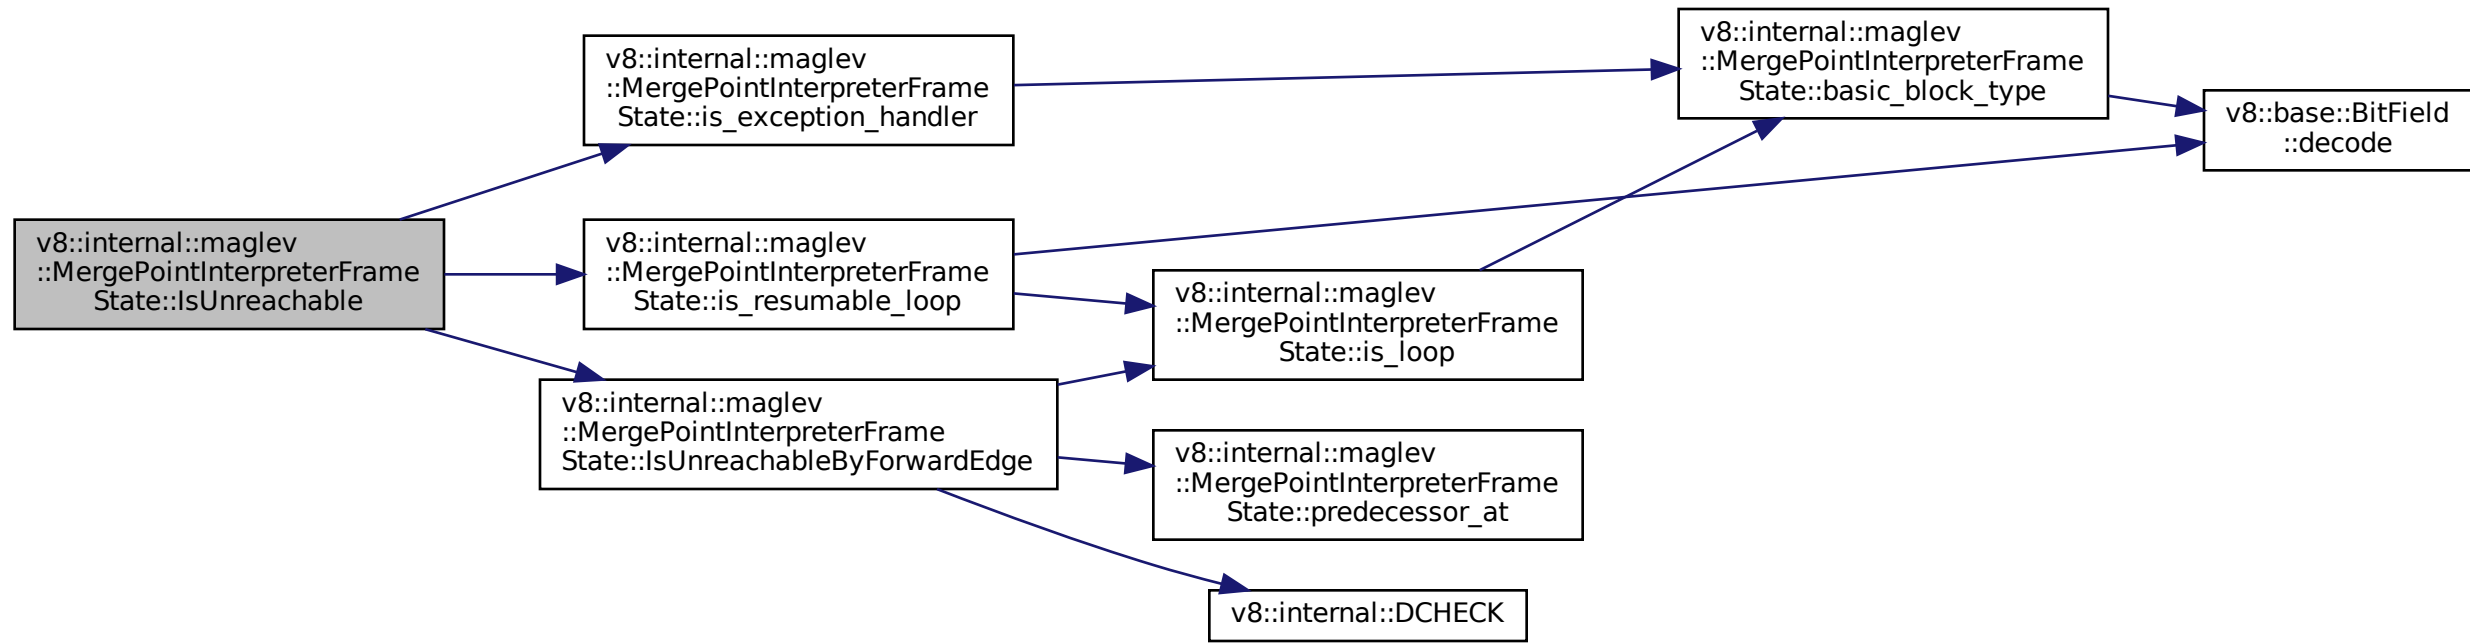 v8::internal::maglev
::MergePointInterpreterFrame
State::IsUnreachable
v8::internal::maglev
::MergePointInterpreterFrame
State::is_exception_handler
v8::internal::maglev
::MergePointInterpreterFrame
State::is_resumable_loop
v8::internal::maglev
::MergePointInterpreterFrame
State::IsUnreachableByForwardEdge
v8::internal::maglev
::MergePointInterpreterFrame
State::is_loop
v8::internal::maglev
::MergePointInterpreterFrame
State::predecessor_at
v8::internal::DCHECK
v8::internal::maglev
::MergePointInterpreterFrame
State::basic_block_type
v8::base::BitField
::decode